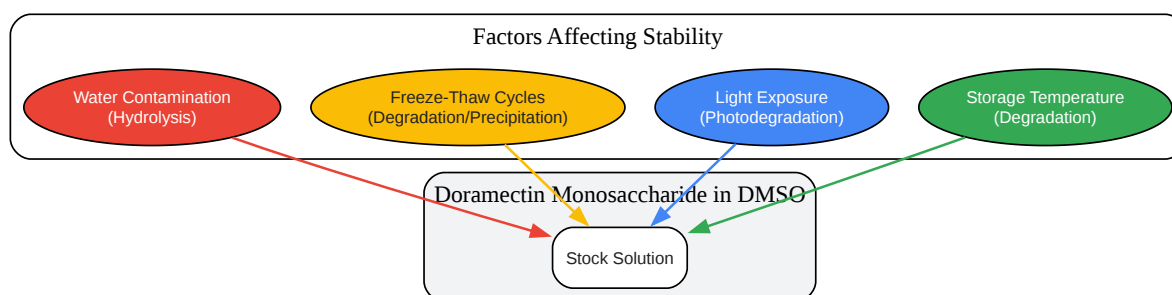 Factors Affecting Stability
Water Contamination
(Hydrolysis)
Freeze-Thaw Cycles
(Degradation/Precipitation)
Light Exposure
(Photodegradation)
Storage Temperature
(Degradation)
Doramectin Monosaccharide in DMSO
Stock Solution